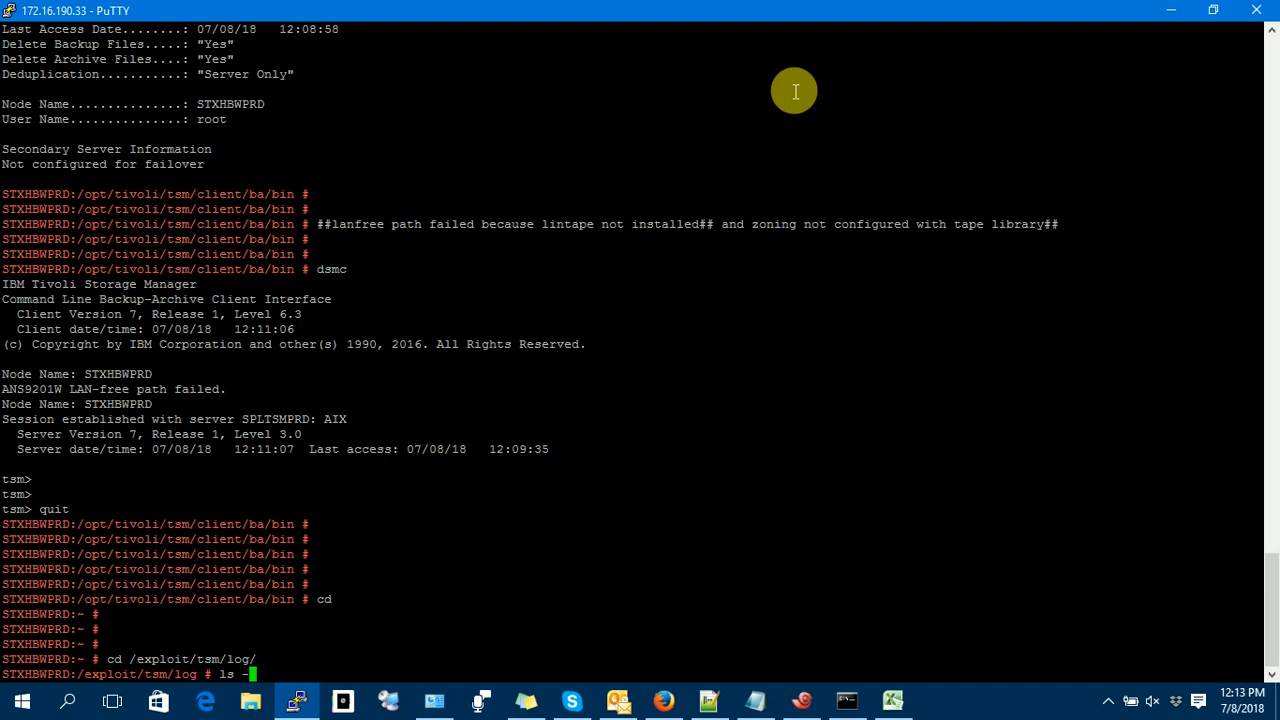 172.16.190.33 - PuTTY
Last Access Date........: 07/08/18   12:08:58
Delete Backup Files.....: "Yes"
Delete Archive Files....: "Yes"
Deduplication...........: "Server Only"
Node Name...............: STXHBWPRD
User Name...............: root
Secondary Server Information
Not configured for failover
STXHBWPRD:/opt/tivoli/tsm/client/ba/bin #
STXHBWPRD:/opt/tivoli/tsm/client/ba/bin #
STXHBWPRD:/opt/tivoli/tsm/client/ba/bin # ##lanfree path failed because lintape not installed## and zoning not configured with tape library##
STXHBWPRD:/opt/tivoli/tsm/client/ba/bin #
STXHBWPRD:/opt/tivoli/tsm/client/ba/bin #
STXHBWPRD:/opt/tivoli/tsm/client/ba/bin # dsmc
IBM Tivoli Storage Manager
Command Line Backup-Archive Client Interface
  Client Version 7, Release 1, Level 6.3
  Client date/time: 07/08/18   12:11:06
(c) Copyright by IBM Corporation and other(s) 1990, 2016. All Rights Reserved.
Node Name: STXHBWPRD
ANS9201W LAN-free path failed.
Node Name: STXHBWPRD
Session established with server SPLTSMPRD: AIX
  Server Version 7, Release 1, Level 3.0
  Server date/time: 07/08/18   12:11:07  Last access: 07/08/18   12:09:35
tsm>
tsm>
tsm> quit
STXHBWPRD:/opt/tivoli/tsm/client/ba/bin #
STXHBWPRD:/opt/tivoli/tsm/client/ba/bin #
STXHBWPRD:/opt/tivoli/tsm/client/ba/bin #
STXHBWPRD:/opt/tivoli/tsm/client/ba/bin #
STXHBWPRD:/opt/tivoli/tsm/client/ba/bin #
STXHBWPRD:/opt/tivoli/tsm/client/ba/bin # cd
STXHBWPRD:~ #
STXHBWPRD:~ #
STXHBWPRD:~ #
STXHBWPRD:~ # cd /exploit/tsm/log/
STXHBWPRD:/exploit/tsm/log # ls -
12:13 PM
7/8/2018